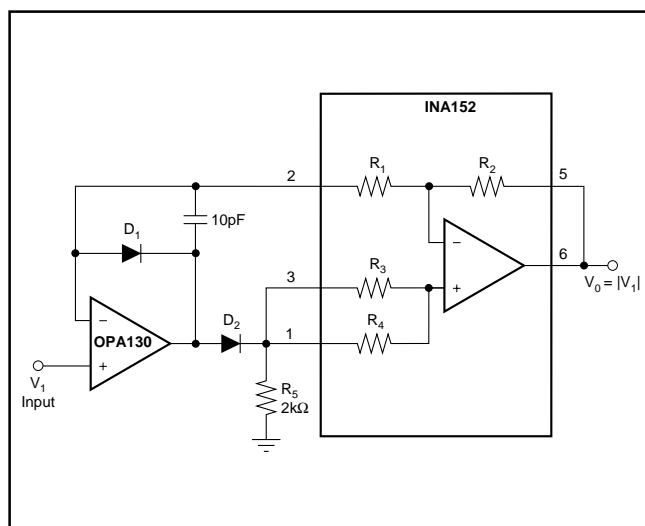 INA152
2
R1
R2
5
10pF
D1
6
V0 = |V1|
3
R3
D2
1
R4
OPA130
V1
Input
R5
2kΩ